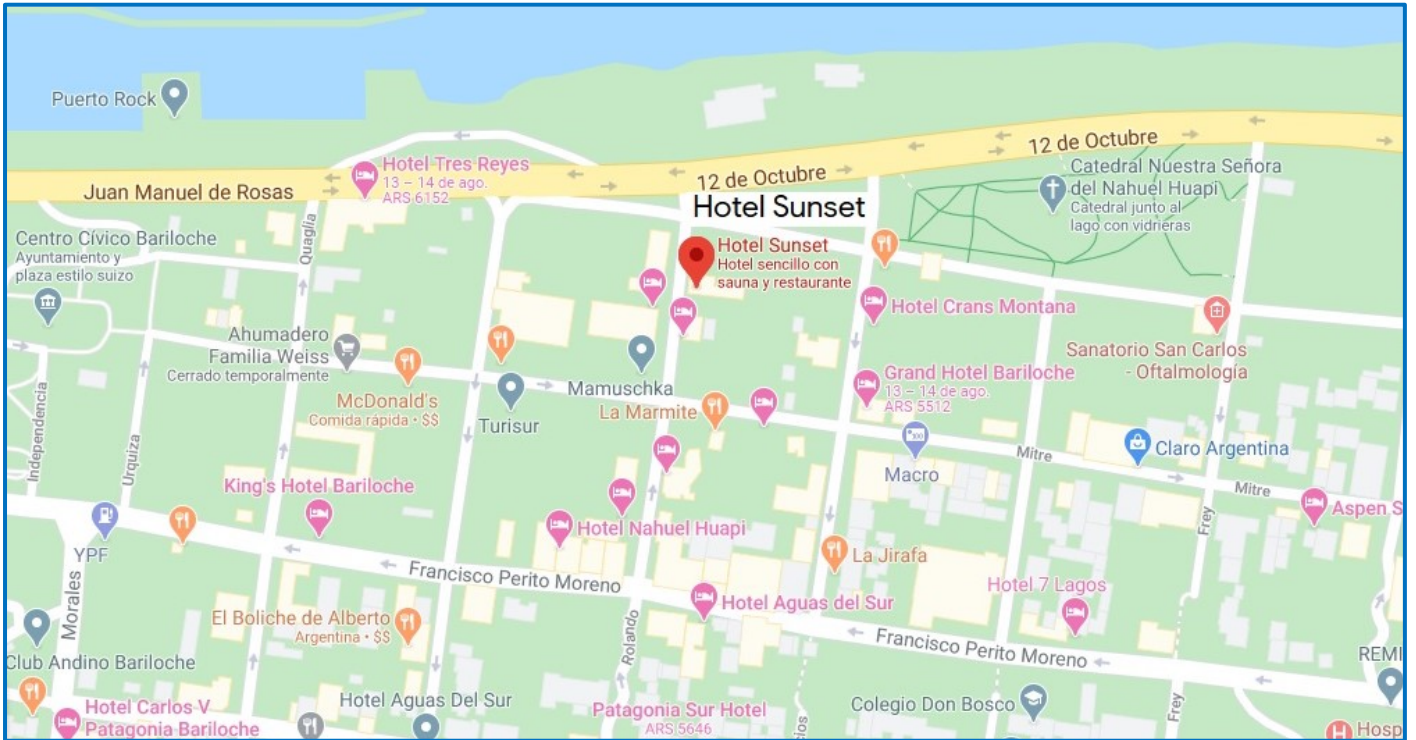 Puerto Rock
12 de Octubre
Hotel Tres Reyes
13 – 14 de ago.
ARS 6152
Juan Manuel de Rosas
12 de Octubre
Catedral Nuestra Señora
del Nahuel Huapi
Catedral junto al
lago con vidrieras
Hotel Sunset
Centro Cívico Bariloche
Ayuntamiento y
plaza estilo suizo
Quaglia
Hotel Sunset
Hotel sencillo con
sauna y restaurante
Hotel Crans Montana
Ahumadero
Familia Weiss
Cerrado temporalmente
Sanatorio San Carlos
- Oftalmología
Mamuschka
Grand Hotel Bariloche
13 – 14 de ago.
ARS 5512
McDonald's
Comida rápida • $$
Turisur
La Marmite
Independencia
Urquiza
Macro
Mitre
Claro Argentina
King's Hotel Bariloche
Mitre
Aspen S
Hotel Nahuel Huapi
Frey
YPF
La Jirafa
Francisco Perito Moreno
Hotel 7 Lagos
Morales
El Boliche de Alberto
Argentina • $$
Hotel Aguas del Sur
Rolando
Francisco Perito Moreno
Club Andino Bariloche
REMI
Hotel Carlos V
Patagonia Bariloche
Hotel Aguas Del Sur
Patagonia Sur Hotel
ARS 5646
cios
Colegio Don Bosco
Frey
H
Hosp